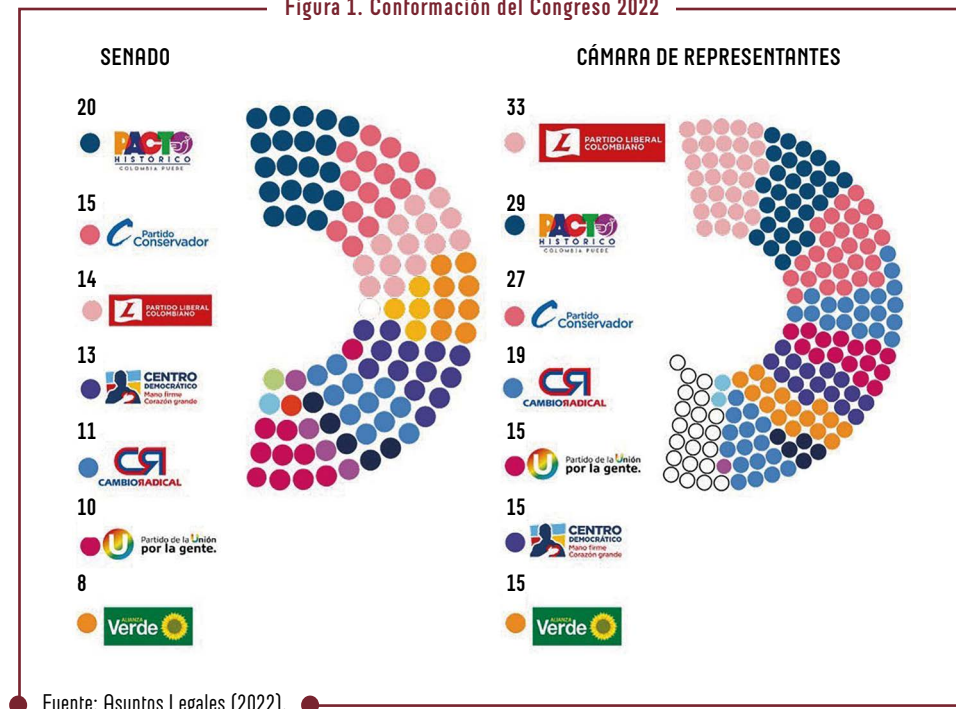 Figura 1. Conformación del Congreso 2022
SENADO
20
PACTO
HISTÓRICO
COLOMBIA PUEDE
15
Partido
Conservador
14
L
PARTIDO LIBERAL
COLOMBIANO
13
CENTRO
DEMOCRÁTICO
Mano firme
Corazón grande
11
CR
CAMBIO RADICAL
10
U
Partido de la Unión
por la gente.
8
ALIANZA
Verde
CÁMARA DE REPRESENTANTES
33
L
PARTIDO LIBERAL
COLOMBIANO
29
PACTO
HISTÓRICO
COLOMBIA PUEDE
27
Partido
Conservador
19
CR
CAMBIO RADICAL
15
U
Partido de la Unión
por la gente.
15
CENTRO
DEMOCRÁTICO
Mano firme
Corazón grande
15
ALIANZA
Verde
Fuente: Asuntos Legales (2022)